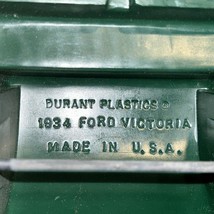 DURANT PLASTICS ®
1934 FORD VICTORIA
MADE IN U.S.A.